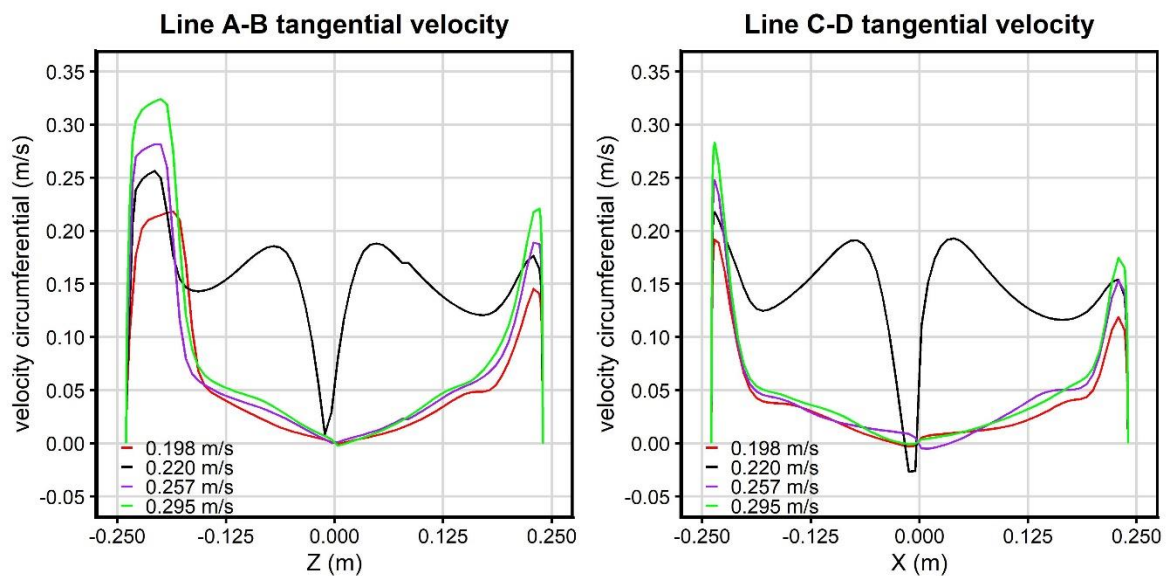 Line A-B tangential velocity
velocity circumferential (m/s)
0.35
0.30
0.25
0.20
0.15
0.10
0.05
0.00
-0.05
0.198 m/s
0.220 m/s
0.257 m/s
0.295 m/s
-0.250 -0.125 0.000 0.125 0.250
Z (m)
Line C-D tangential velocity
velocity circumferential (m/s)
0.35
0.30
0.25
0.20
0.15
0.10
0.05
0.00
-0.05
0.198 m/s
0.220 m/s
0.257 m/s
0.295 m/s
-0.250 -0.125 0.000 0.125 0.250
X (m)